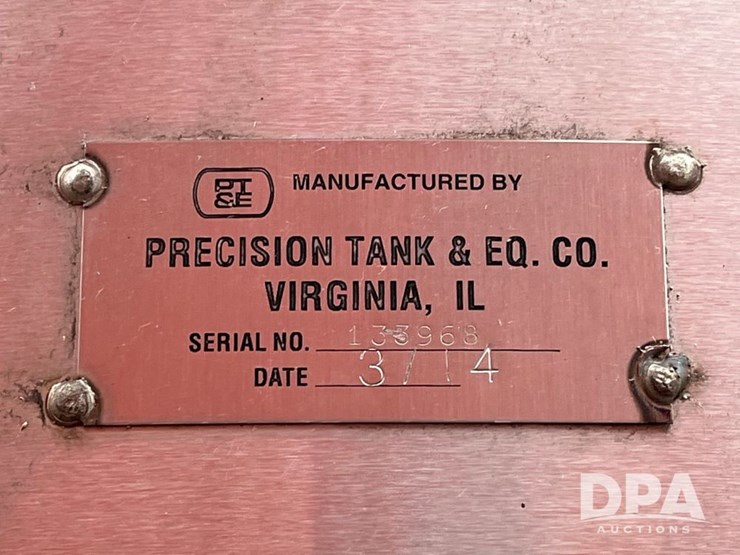 PT
&E
MANUFACTURED BY
PRECISION TANK & EQ. CO.
VIRGINIA, IL
SERIAL NO. 133968
DATE 3/14
DPA
AUCTIONS